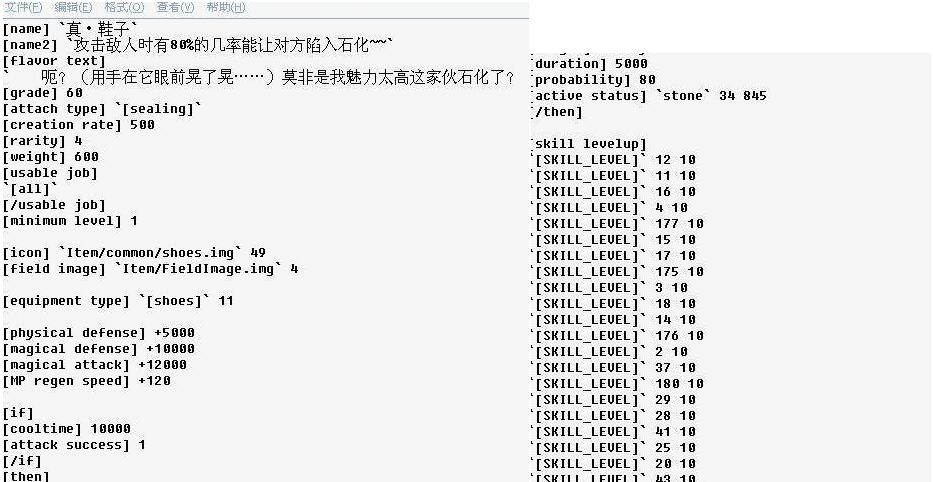 文件(F) 编辑(E) 格式(O) 查看(V) 帮助(H)
[name] `真·鞋子`
[name2] `攻击敌人时有80%的几率能让对方陷入石化~~`
[flavor text]
` 呃？（用手在它眼前晃了晃……）莫非是我魅力太高这家伙石化了？
[grade] 60
[attach type] `[sealing]`
[creation rate] 500
[rarity] 4
[weight] 600
[usable job]
`[all]`
[/usable job]
[minimum level] 1
[icon] `Item/common/shoes.img` 49
[field image] `Item/FieldImage.img` 4
[equipment type] `[shoes]` 11
[physical defense] +5000
[magical defense] +10000
[magical attack] +12000
[MP regen speed] +120
[if]
[cooltime] 10000
[attack success] 1
[/if]
[then]
[duration] 5000
[probability] 80
[active status] `stone` 34 845
[/then]
[skill levelup]
`[SKILL_LEVEL]` 12 10
`[SKILL_LEVEL]` 11 10
`[SKILL_LEVEL]` 16 10
`[SKILL_LEVEL]` 4 10
`[SKILL_LEVEL]` 177 10
`[SKILL_LEVEL]` 15 10
`[SKILL_LEVEL]` 17 10
`[SKILL_LEVEL]` 175 10
`[SKILL_LEVEL]` 3 10
`[SKILL_LEVEL]` 18 10
`[SKILL_LEVEL]` 14 10
`[SKILL_LEVEL]` 176 10
`[SKILL_LEVEL]` 2 10
`[SKILL_LEVEL]` 37 10
`[SKILL_LEVEL]` 180 10
`[SKILL_LEVEL]` 29 10
`[SKILL_LEVEL]` 28 10
`[SKILL_LEVEL]` 41 10
`[SKILL_LEVEL]` 25 10
`[SKILL_LEVEL]` 20 10
`[SKILL_LEVEL]` 43 10